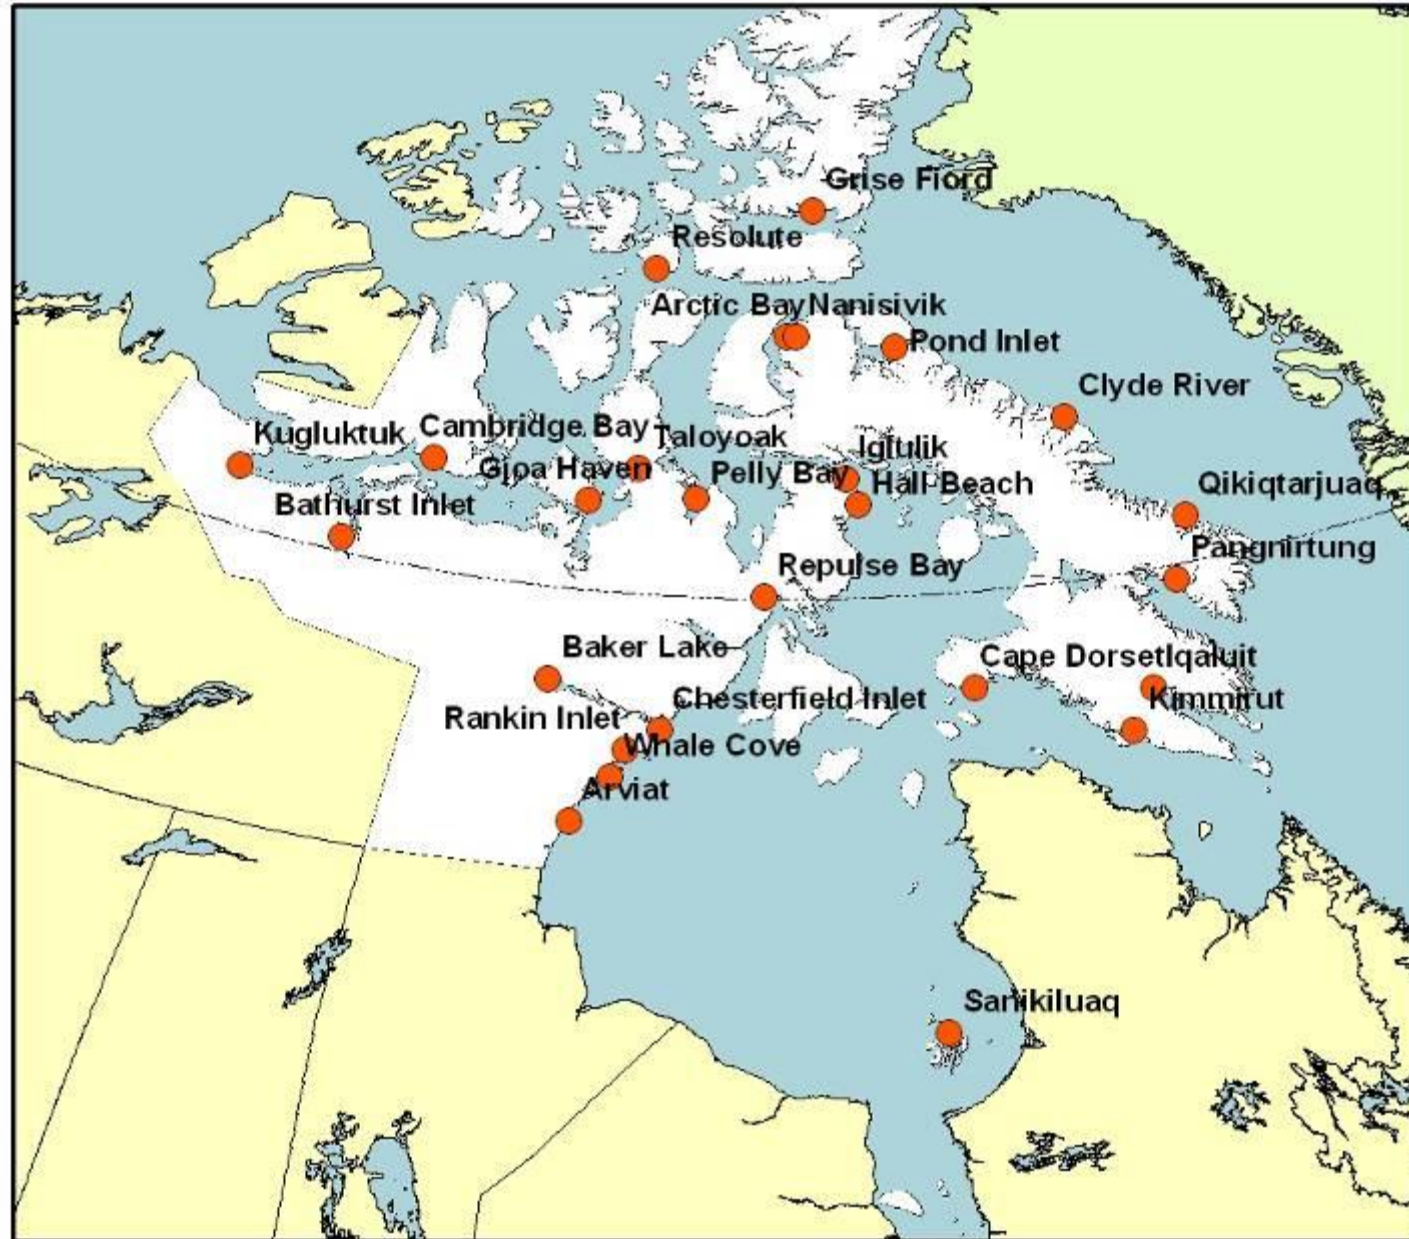 Grise Fiord
Resolute
Arctic Bay Nanisivik
Pond Inlet
Clyde River
Kugluktuk
Cambridge Bay
Taloyoak
Iglulik
Gjoa Haven
Pelly Bay
Hall Beach
Qikiqtarjuaq
Bathurst Inlet
Pangnirtung
Repulse Bay
Baker Lake
Cape Dorset Iqaluit
Chesterfield Inlet
Kimmirut
Rankin Inlet
Whale Cove
Arviat
Sanikiluaq